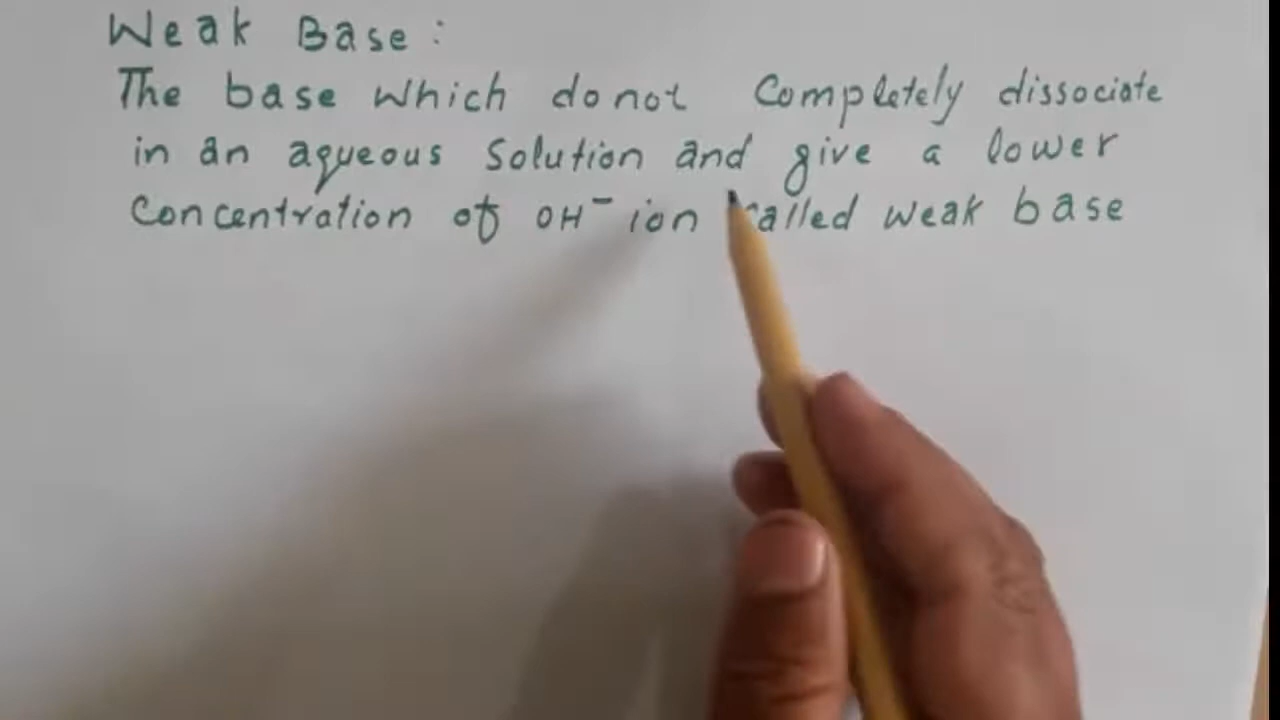 Weak Base:
The base which donot completely dissociate
in an aqueous solution and give a lower
concentration of OH⁻ ion called weak base